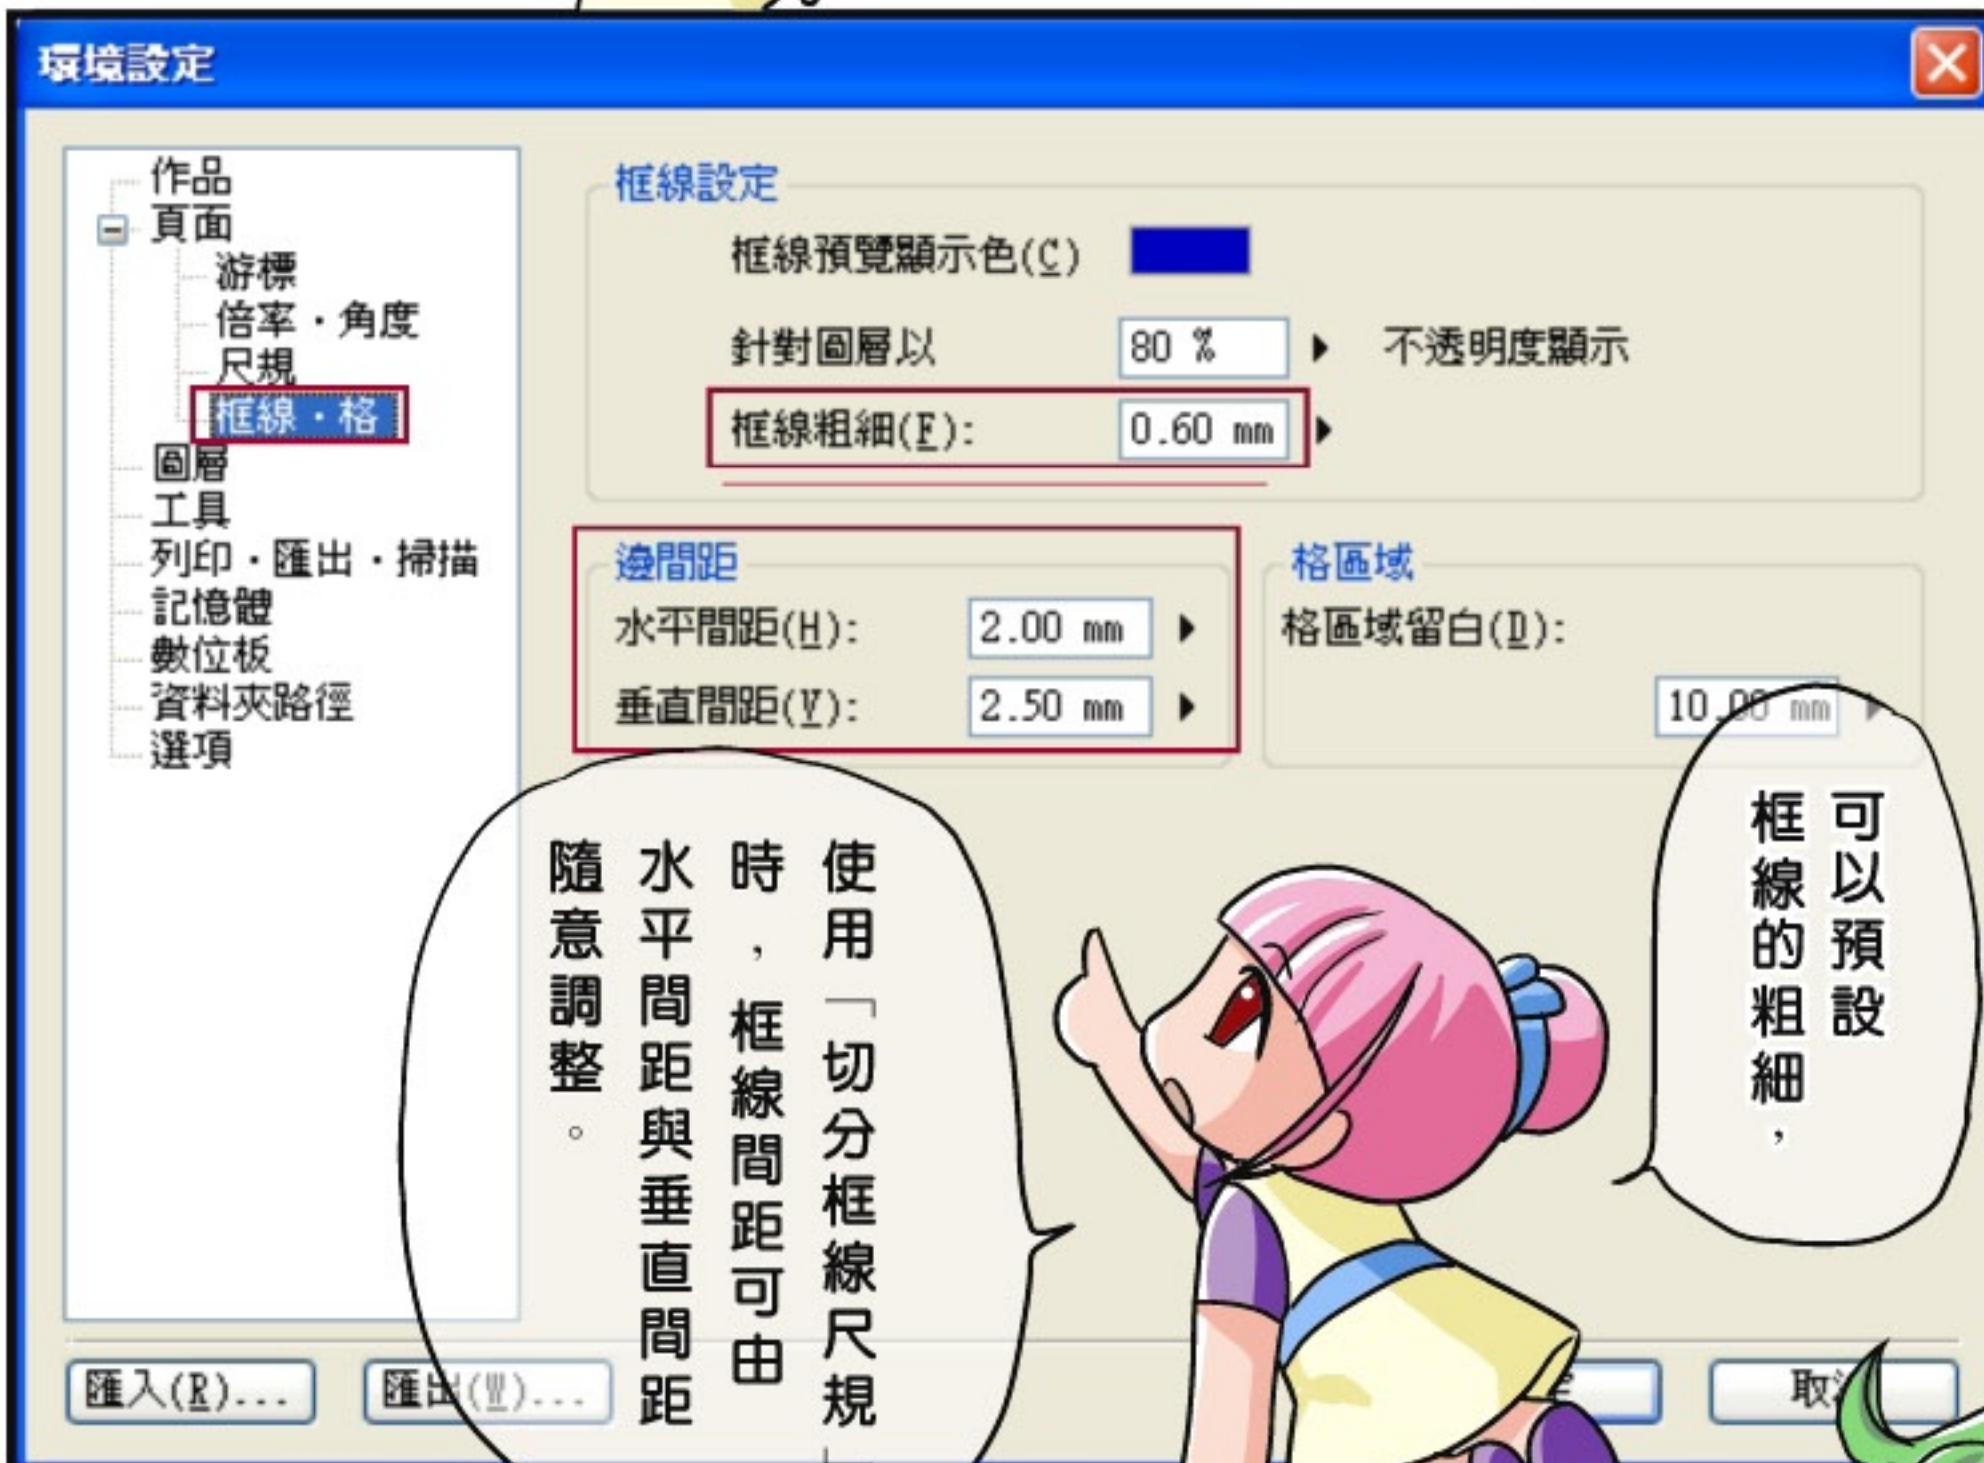 環境設定
作品
頁面
游標
倍率・角度
尺規
框線・格
圖層
工具
列印・匯出・掃描
記憶體
數位板
資料夾路徑
選項
框線設定
框線預覽顯示色(C)
針對圖層以 80 % 不透明度顯示
框線粗細(F): 0.60 mm
邊間距
水平間距(H): 2.00 mm
垂直間距(V): 2.50 mm
格區域
格區域留白(D):
10.00 mm
可以預設
框線的粗細，
使用「切分框線尺規」
時，框線間距可由
水平間距與垂直間距
隨意調整。
匯入(R)...
匯出(W)...
取